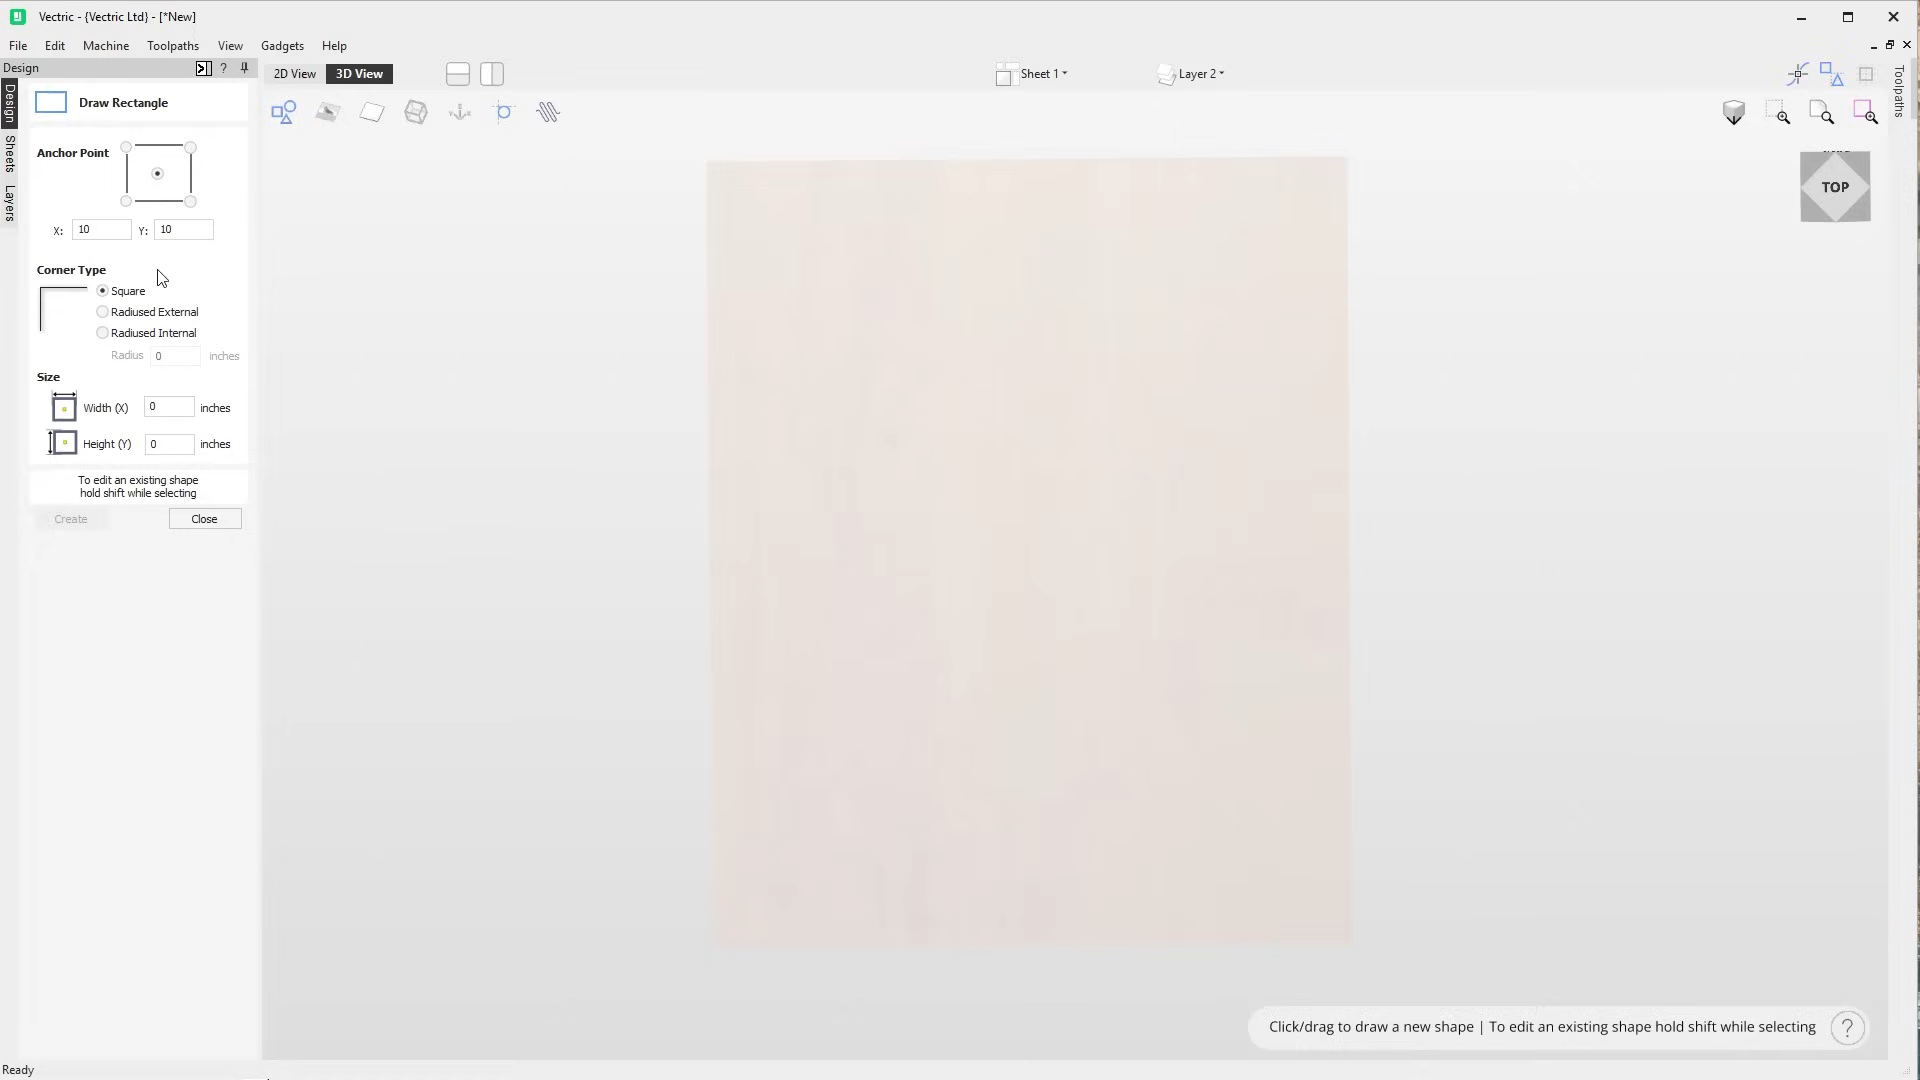 Vectric - {Vectric Ltd} - [*New]
File Edit Machine Toolpaths View Gadgets Help
Design ?
2D View 3D View Sheet 1 Layer 2
Design
Sheets
Layers
Toolpaths
Draw Rectangle
Anchor Point
X: 10 Y: 10
Corner Type
Square
Radiused External
Radiused Internal
Radius 0 inches
Size
Width (X) 0 inches
Height (Y) 0 inches
To edit an existing shape
hold shift while selecting
Create Close
TOP
Click/drag to draw a new shape | To edit an existing shape hold shift while selecting ?
Ready